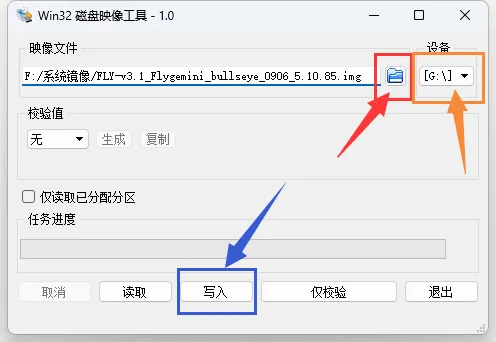 Win32 磁盘映像工具 - 1.0
映像文件
设备
F:/系统镜像/FLY-v3.1_Flygemini_bullseye_0906_5.10.85.img
[G:\]
校验值
无
生成
复制
仅读取已分配分区
任务进度
取消
读取
写入
仅校验
退出